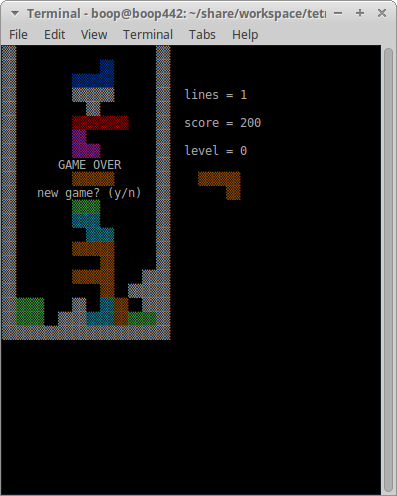 Terminal - boop@boop442: ~/share/workspace/tetr
File Edit View Terminal Tabs Help
lines = 1
score = 200
level = 0
GAME OVER
new game? (y/n)